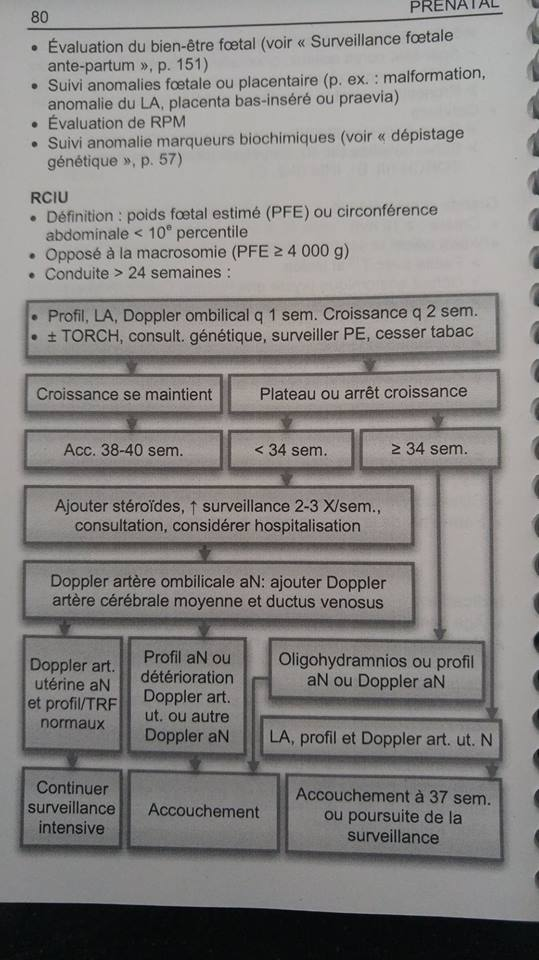 80
PRÉNATAL
• Évaluation du bien-être fœtal (voir « Surveillance fœtale
ante-partum », p. 151)
• Suivi anomalies fœtale ou placentaire (p. ex. : malformation,
anomalie du LA, placenta bas-inséré ou praevia)
• Évaluation de RPM
• Suivi anomalie marqueurs biochimiques (voir « dépistage
génétique », p. 57)
RCIU
• Définition : poids fœtal estimé (PFE) ou circonférence
abdominale < 10e percentile
• Opposé à la macrosomie (PFE ≥ 4 000 g)
• Conduite > 24 semaines :
• Profil, LA, Doppler ombilical q 1 sem. Croissance q 2 sem.
• ± TORCH, consult. génétique, surveiller PE, cesser tabac
Croissance se maintient
Plateau ou arrêt croissance
Acc. 38-40 sem.
< 34 sem.
≥ 34 sem.
Ajouter stéroïdes, ↑ surveillance 2-3 X/sem.,
consultation, considérer hospitalisation
Doppler artère ombilicale aN: ajouter Doppler
artère cérébrale moyenne et ductus venosus
Doppler art.
utérine aN
et profil/TRF
normaux
Profil aN ou
détérioration
Doppler art.
ut. ou autre
Doppler aN
Oligohydramnios ou profil
aN ou Doppler aN
LA, profil et Doppler art. ut. N
Continuer
surveillance
intensive
Accouchement
Accouchement à 37 sem.
ou poursuite de la
surveillance